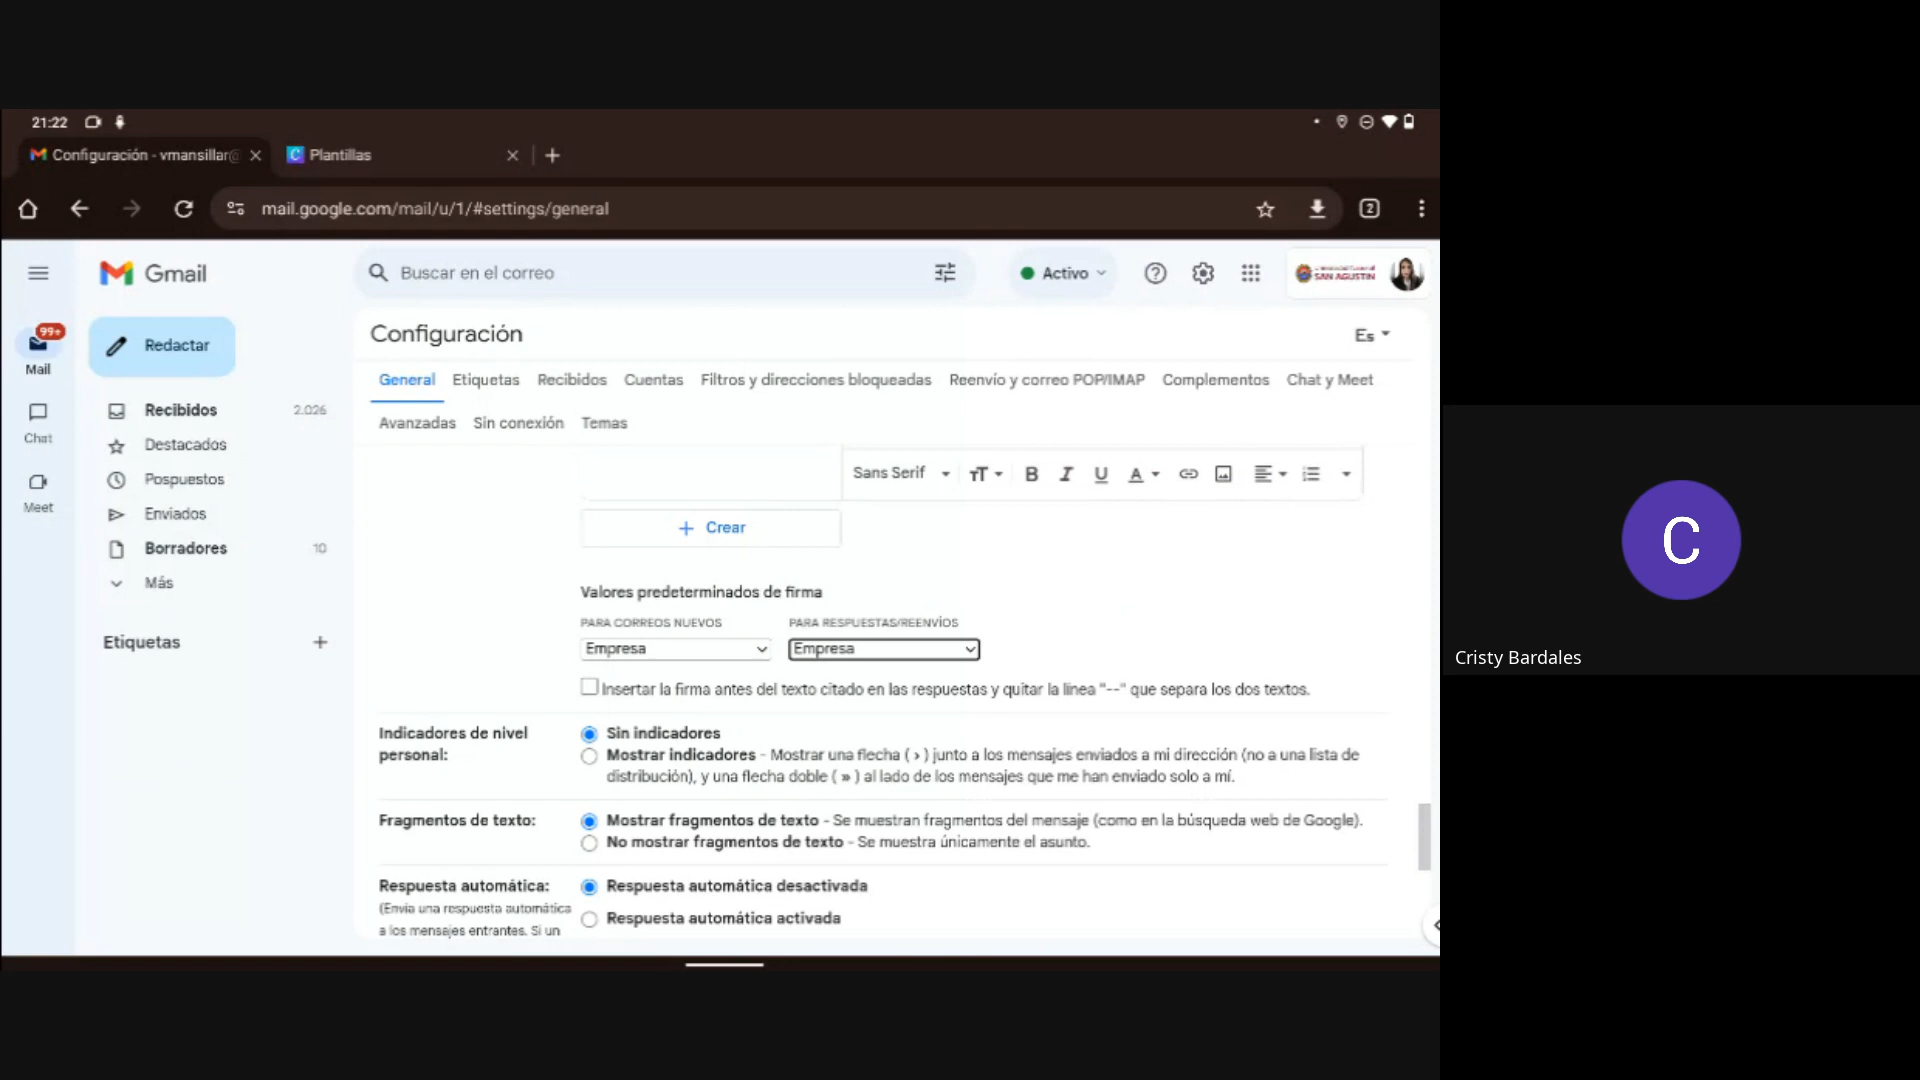 21:22
Configuración - vmansillar@
Plantillas
mail.google.com/mail/u/1/#settings/general
2
Gmail
Buscar en el correo
Activo
SAN AGUSTIN
99+
Mail
Chat
Meet
Redactar
Recibidos 2.026
Destacados
Pospuestos
Enviados
Borradores 10
Más
Etiquetas
Configuración
Es
General Etiquetas Recibidos Cuentas Filtros y direcciones bloqueadas Reenvío y correo POP/IMAP Complementos Chat y Meet
Avanzadas Sin conexión Temas
Sans Serif
Crear
Valores predeterminados de firma
PARA CORREOS NUEVOS PARA RESPUESTAS/REENVÍOS
Empresa Empresa
Insertar la firma antes del texto citado en las respuestas y quitar la línea "--" que separa los dos textos.
Indicadores de nivel personal:
Sin indicadores
Mostrar indicadores - Mostrar una flecha ( › ) junto a los mensajes enviados a mi dirección (no a una lista de
distribución), y una flecha doble ( » ) al lado de los mensajes que me han enviado solo a mí.
Fragmentos de texto:
Mostrar fragmentos de texto - Se muestran fragmentos del mensaje (como en la búsqueda web de Google).
No mostrar fragmentos de texto - Se muestra únicamente el asunto.
Respuesta automática:
(Envía una respuesta automática
a los mensajes entrantes. Si un
Respuesta automática desactivada
Respuesta automática activada
C
Cristy Bardales